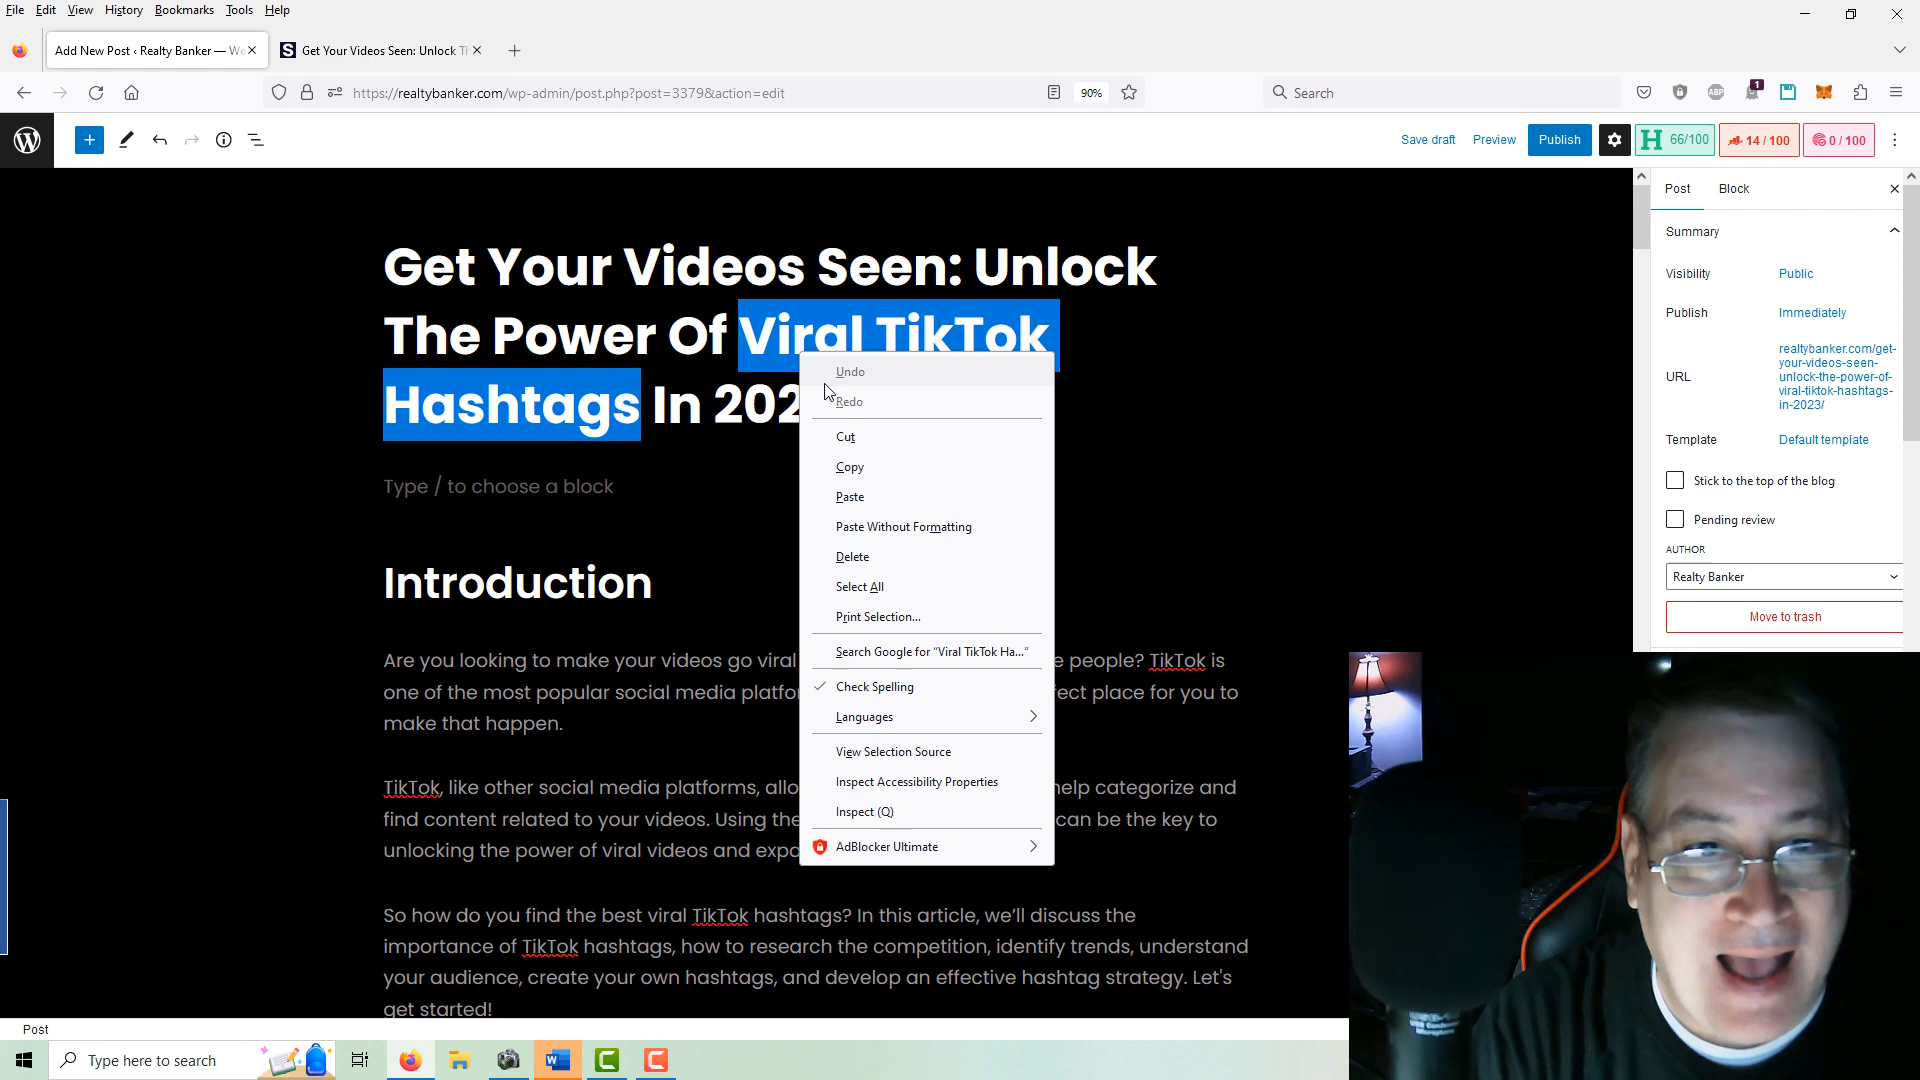 File Edit View History Bookmarks Tools Help
Add New Post ‹ Realty Banker — Wo
Get Your Videos Seen: Unlock Th
https://realtybanker.com/wp-admin/post.php?post=3379&action=edit
90%
Search
ABP
1
Save draft
Preview
Publish
H 66/100
14 / 100
0 / 100
Get Your Videos Seen: Unlock
The Power Of Viral TikTok
Hashtags In 202
Type / to choose a block
Introduction
Are you looking to make your videos go viral
e people? TikTok is
one of the most popular social media platfor
fect place for you to
make that happen.
TikTok, like other social media platforms, allo
help categorize and
find content related to your videos. Using the
can be the key to
unlocking the power of viral videos and expa
So how do you find the best viral TikTok hashtags? In this article, we’ll discuss the
importance of TikTok hashtags, how to research the competition, identify trends, understand
your audience, create your own hashtags, and develop an effective hashtag strategy. Let's
get started!
Undo
Redo
Cut
Copy
Paste
Paste Without Formatting
Delete
Select All
Print Selection...
Search Google for “Viral TikTok Ha...”
Check Spelling
Languages
View Selection Source
Inspect Accessibility Properties
Inspect (Q)
AdBlocker Ultimate
Post
Block
Summary
Visibility
Public
Publish
Immediately
URL
realtybanker.com/get-
your-videos-seen-
unlock-the-power-of-
viral-tiktok-hashtags-
in-2023/
Template
Default template
Stick to the top of the blog
Pending review
AUTHOR
Realty Banker
Move to trash
Post
Type here to search